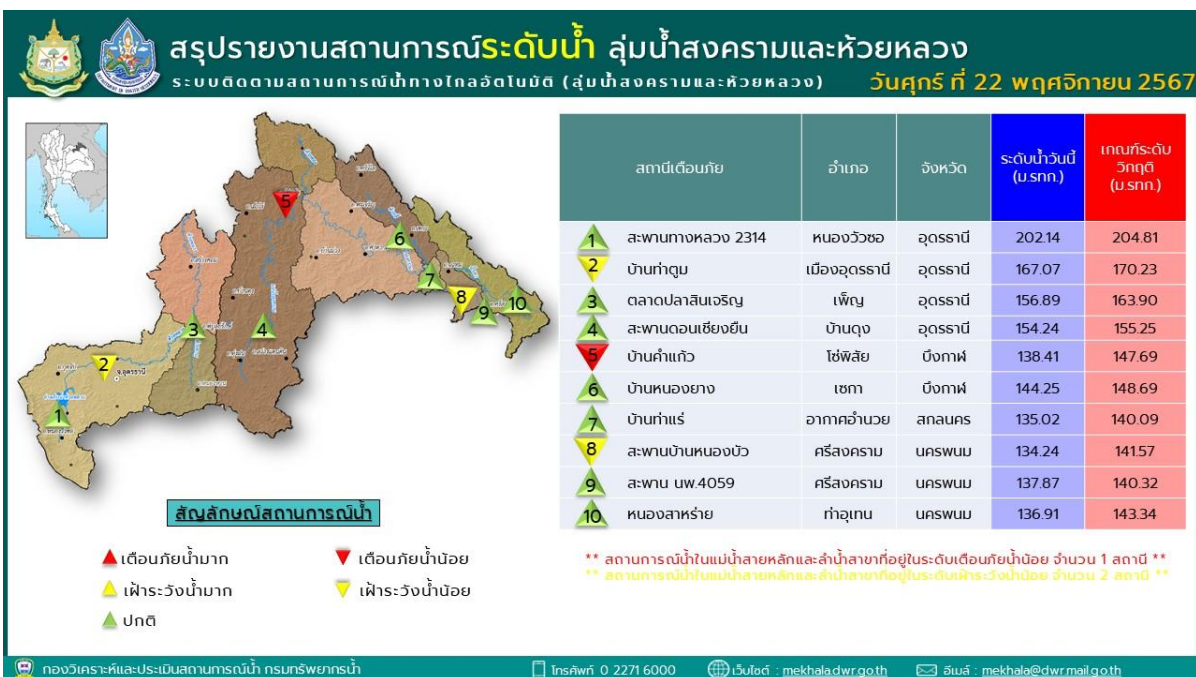 สรุปรายงานสถานการณ์ระดับน้ำ ลุ่มน้ำสงครามและห้วยหลวง
ระบบติดตามสถานการณ์น้ำทางไกลอัตโนมัติ (ลุ่มน้ำสงครามและห้วยหลวง) วันศุกร์ ที่ 22 พฤศจิกายน 2567
สถานีเตือนภัย อำเภอ จังหวัด ระดับน้ำวันนี้ (ม.รทก.) เกณฑ์ระดับวิกฤติ (ม.รทก.)
1 สะพานทางหลวง 2314 หนองวัวซอ อุดรธานี 202.14 204.81
2 บ้านท่าตูม เมืองอุดรธานี อุดรธานี 167.07 170.23
3 ตลาดปลาสินเจริญ เพ็ญ อุดรธานี 156.89 163.90
4 สะพานดอนเชียงยืน บ้านดุง อุดรธานี 154.24 155.25
5 บ้านคำแก้ว โซ่พิสัย บึงกาฬ 138.41 147.69
6 บ้านหนองยาง เซกา บึงกาฬ 144.25 148.69
7 บ้านท่าแร่ อากาศอำนวย สกลนคร 135.02 140.09
8 สะพานบ้านหนองบัว ศรีสงคราม นครพนม 134.24 141.57
9 สะพาน นพ.4059 ศรีสงคราม นครพนม 137.87 140.32
10 หนองสาหร่าย ท่าอุเทน นครพนม 136.91 143.34
5
6
7
8
9
10
3
4
2
จ.อุดรธานี
1
สัญลักษณ์สถานการณ์น้ำ
เตือนภัยน้ำมาก เตือนภัยน้ำน้อย
เฝ้าระวังน้ำมาก เฝ้าระวังน้ำน้อย
ปกติ
** สถานการณ์น้ำในแม่น้ำสายหลักและลำน้ำสาขาที่อยู่ในระดับเตือนภัยน้ำน้อย จำนวน 1 สถานี **
** สถานการณ์น้ำในแม่น้ำสายหลักและลำน้ำสาขาที่อยู่ในระดับเฝ้าระวังน้ำน้อย จำนวน 2 สถานี **
กองวิเคราะห์และประเมินสถานการณ์น้ำ กรมทรัพยากรน้ำ โทรศัพท์ 0 2271 6000 เว็บไซต์ : mekhala.dwr.go.th อีเมล์ : mekhala@dwr.mail.go.th